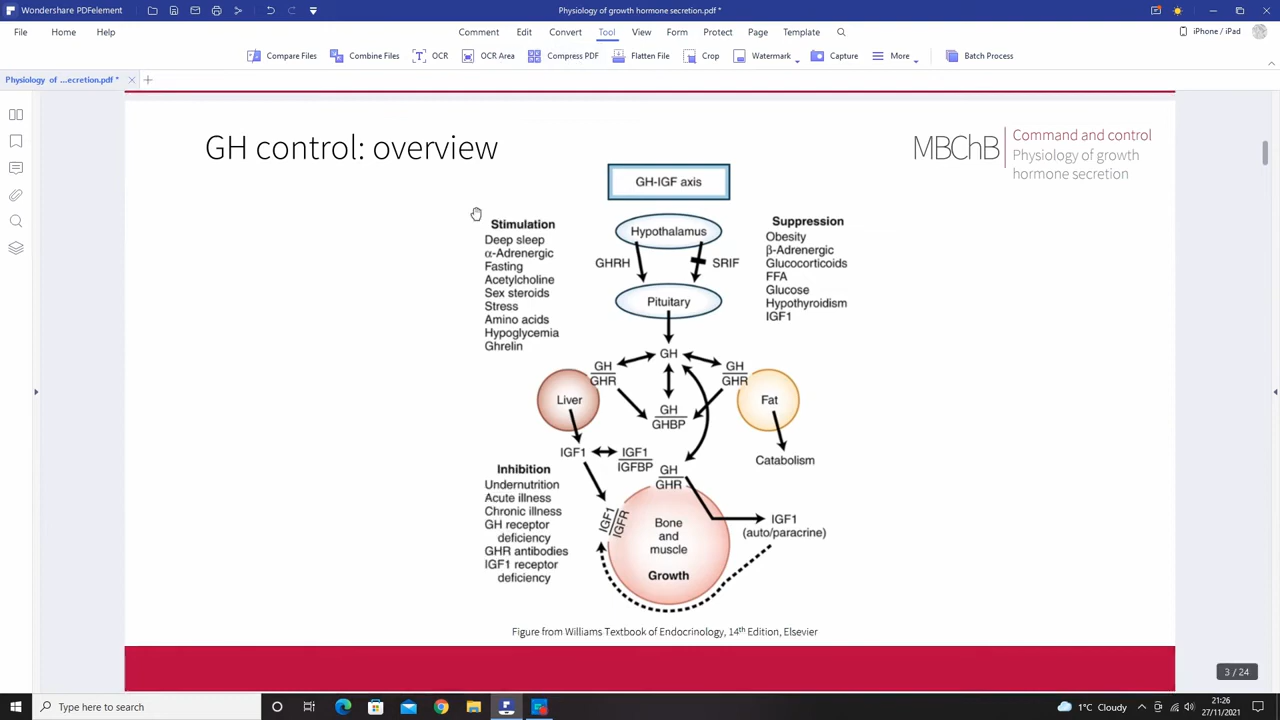 Wondershare PDFelement
Physiology of growth hormone secretion.pdf *
File
Home
Help
Comment
Edit
Convert
Tool
View
Form
Protect
Page
Template
iPhone / iPad
Compare Files
Combine Files
OCR
OCR Area
Compress PDF
Flatten File
Crop
Watermark
Capture
More
Batch Process
Physiology of ...ecretion.pdf *
GH control: overview
MBChB
Command and control
Physiology of growth
hormone secretion
GH-IGF axis
Stimulation
Deep sleep
α-Adrenergic
Fasting
Acetylcholine
Sex steroids
Stress
Amino acids
Hypoglycemia
Ghrelin
Hypothalamus
GHRH
SRIF
Pituitary
Suppression
Obesity
β-Adrenergic
Glucocorticoids
FFA
Glucose
Hypothyroidism
IGF1
GH
GH
GHR
GH
GHR
Liver
Fat
GH
GHBP
IGF1
IGF1
IGFBP
Catabolism
GH
GHR
Inhibition
Undernutrition
Acute illness
Chronic illness
GH receptor
deficiency
GHR antibodies
IGF1 receptor
deficiency
IGF1
IGFR
Bone
and
muscle
Growth
IGF1
(auto/paracrine)
Figure from Williams Textbook of Endocrinology, 14th Edition, Elsevier
3 / 24
Type here to search
1°C Cloudy
21:26
27/11/2021